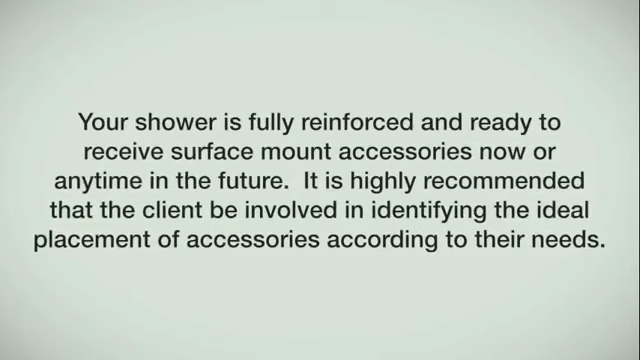 Your shower is fully reinforced and ready to
receive surface mount accessories now or
anytime in the future.  It is highly recommended
that the client be involved in identifying the ideal
placement of accessories according to their needs.